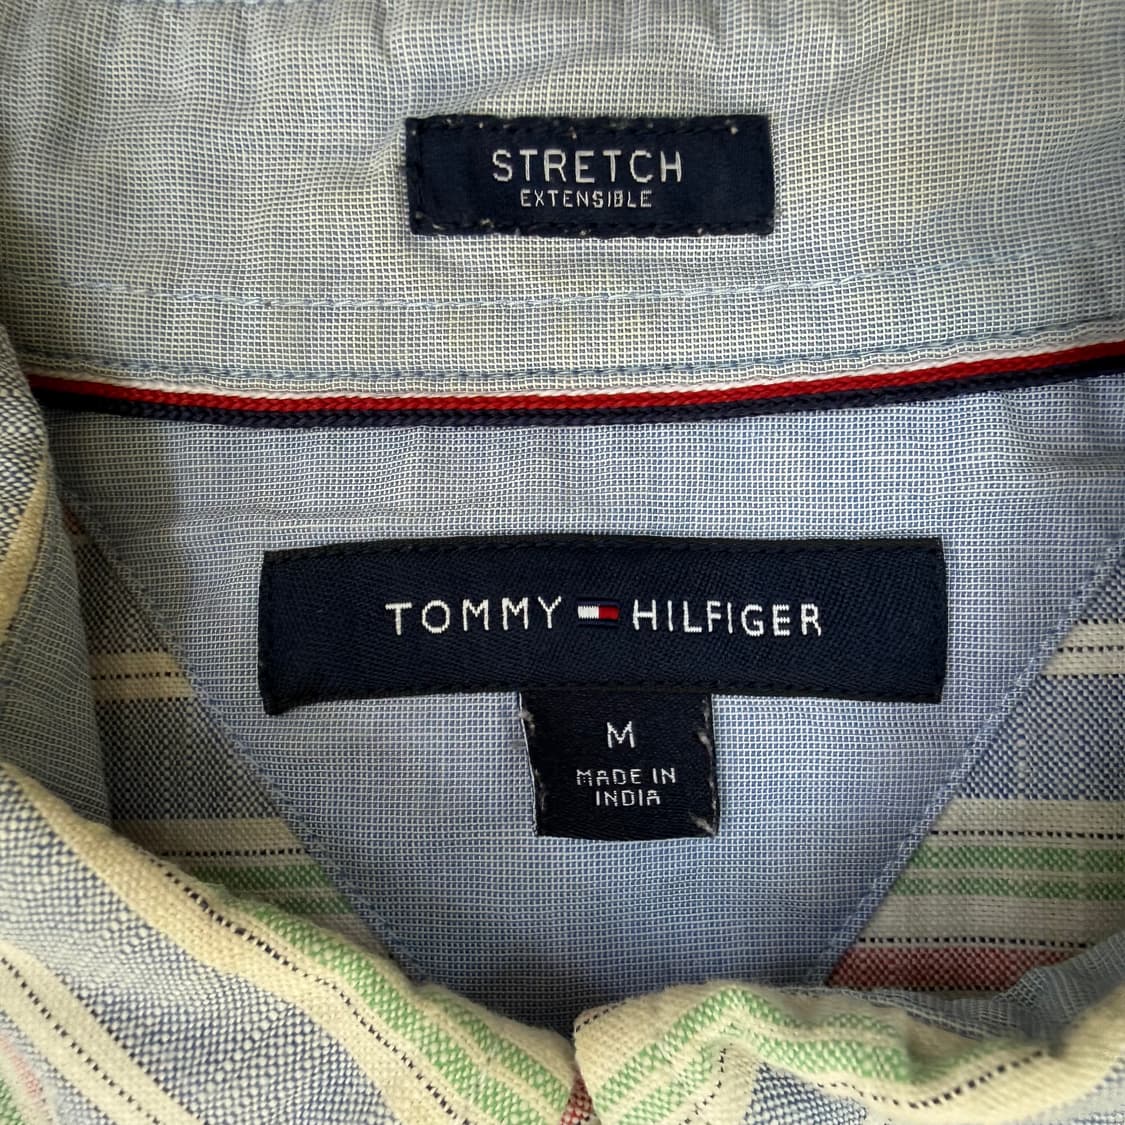 STRETCH
EXTENSIBLE
TOMMY HILFIGER
M
MADE IN
INDIA